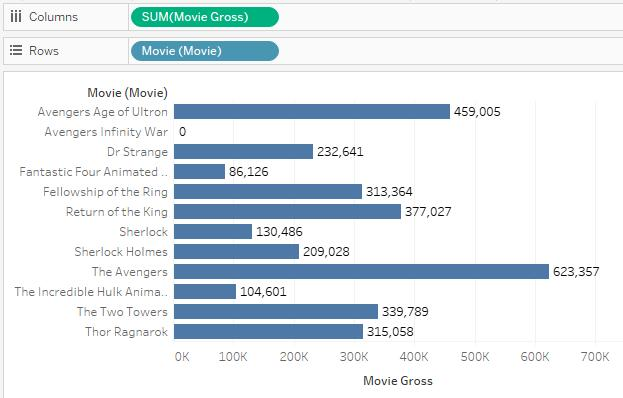 Columns SUM(Movie Gross)
Rows Movie (Movie)
Movie (Movie)
Avengers Age of Ultron 459,005
Avengers Infinity War 0
Dr Strange 232,641
Fantastic Four Animated .. 86,126
Fellowship of the Ring 313,364
Return of the King 377,027
Sherlock 130,486
Sherlock Holmes 209,028
The Avengers 623,357
The Incredible Hulk Anima.. 104,601
The Two Towers 339,789
Thor Ragnarok 315,058
0K 100K 200K 300K 400K 500K 600K 700K
Movie Gross